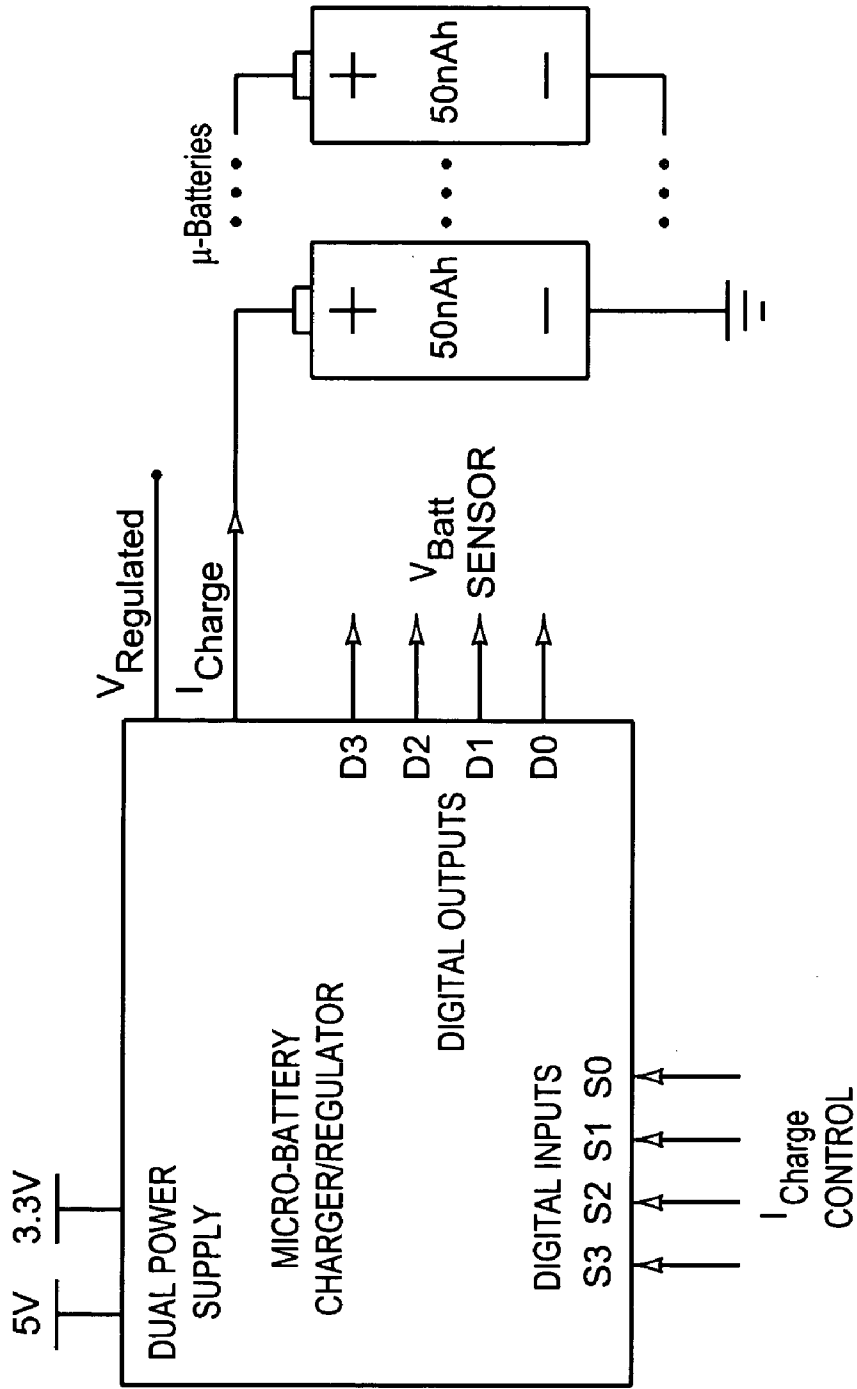 5V
3.3V
DUAL POWER
SUPPLY
MICRO-BATTERY
CHARGER/REGULATOR
DIGITAL INPUTS
S3
S2
S1
S0
I Charge
CONTROL
DIGITAL OUTPUTS
D3
D2
D1
D0
V Regulated
I Charge
V Batt
SENSOR
μ-Batteries
+
50nAh
−
+
50nAh
−